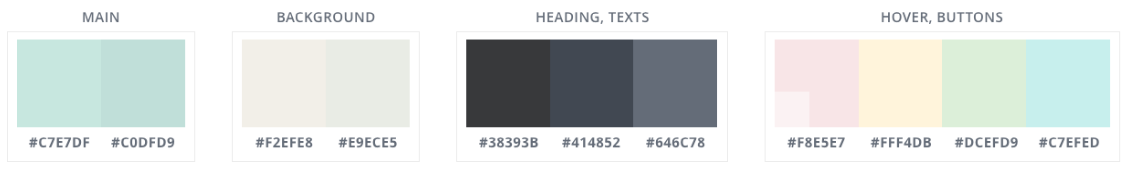 MAIN
BACKGROUND
HEADING, TEXTS
HOVER, BUTTONS
#C7E7DF #C0DFD9
#F2EFE8 #E9ECE5
#38393B #414852 #646C78
#F8E5E7 #FFF4DB #DCEFD9 #C7EFED